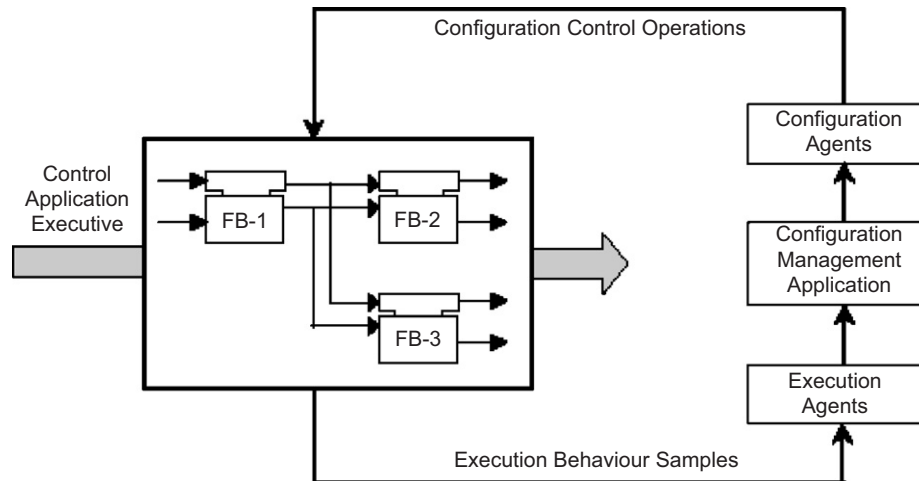 Configuration Control Operations
Configuration
Agents
Control
Application
Executive
FB-1
FB-2
Configuration
Management
Application
FB-3
Execution
Agents
Execution Behaviour Samples